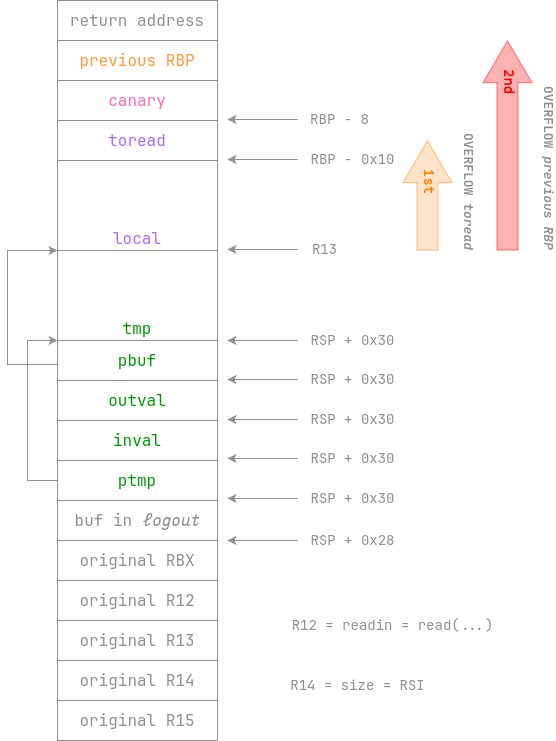 return address
previous RBP
canary
RBP - 8
toread
RBP - 0x10
local
R13
tmp
RSP + 0x30
pbuf
RSP + 0x30
outval
RSP + 0x30
inval
RSP + 0x30
ptmp
RSP + 0x30
buf in logout
RSP + 0x28
original RBX
original R12
original R13
original R14
original R15
1st
OVERFLOW toread
2nd
OVERFLOW previous RBP
R12 = readin = read(...)
R14 = size = RSI